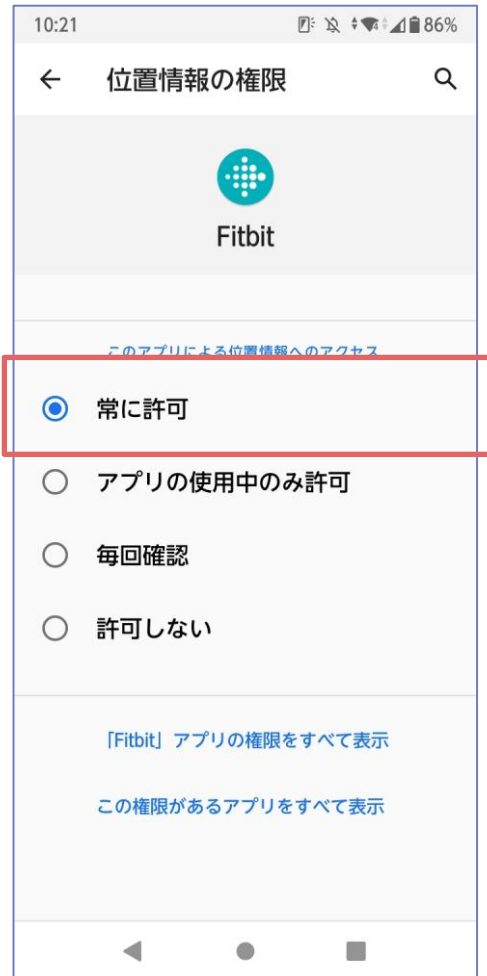 10:21
86%
位置情報の権限
Fitbit
このアプリによる位置情報へのアクセス
常に許可
アプリの使用中のみ許可
毎回確認
許可しない
「Fitbit」アプリの権限をすべて表示
この権限があるアプリをすべて表示